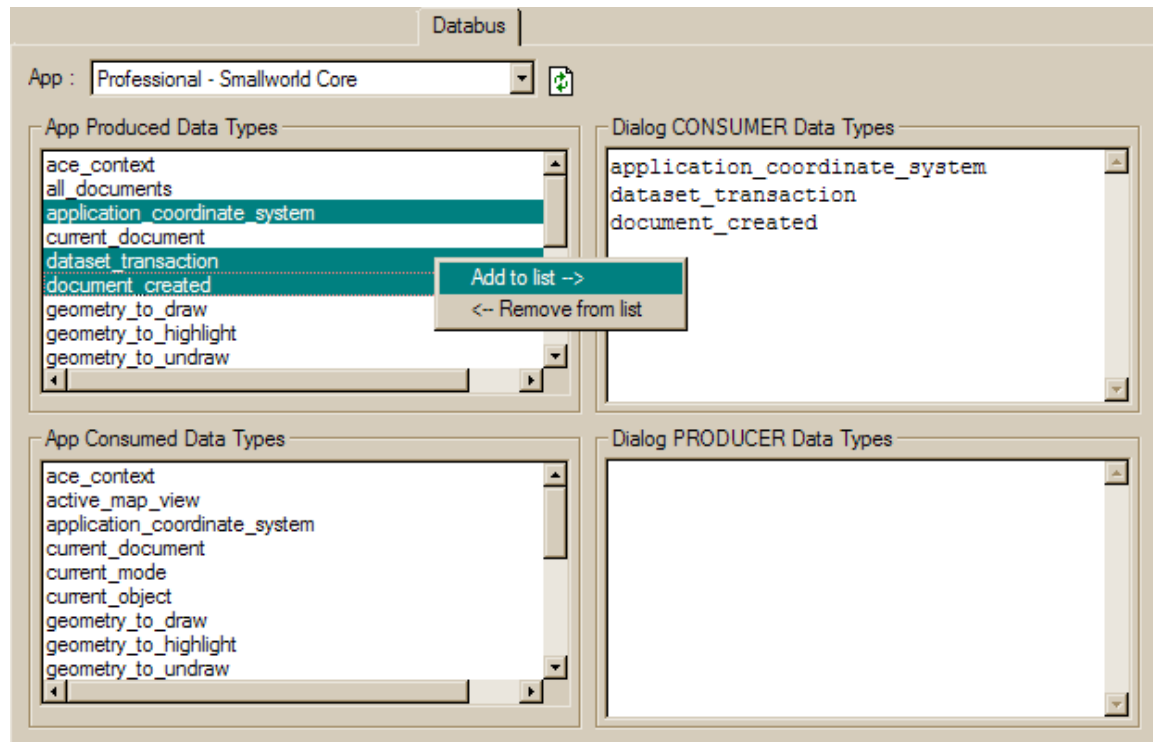 Databus
App : Professional - Smallworld Core
App Produced Data Types
ace_context
all_documents
application_coordinate_system
current_document
dataset_transaction
document_created
geometry_to_draw
geometry_to_highlight
geometry_to_undraw
Add to list -->
<-- Remove from list
Dialog CONSUMER Data Types
application_coordinate_system
dataset_transaction
document_created
App Consumed Data Types
ace_context
active_map_view
application_coordinate_system
current_document
current_mode
current_object
geometry_to_draw
geometry_to_highlight
geometry_to_undraw
Dialog PRODUCER Data Types